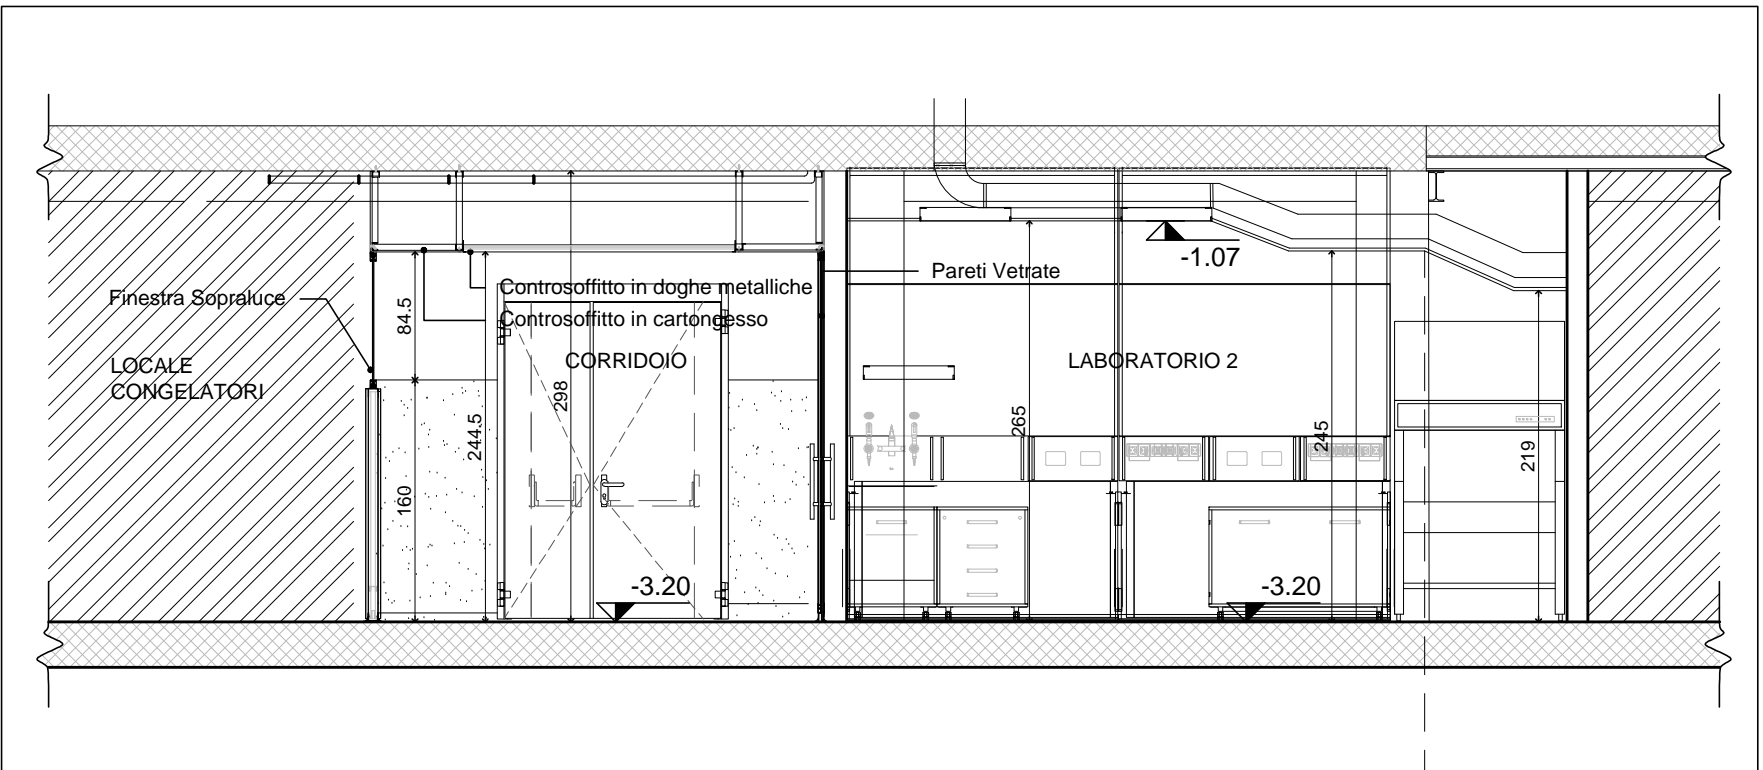 -1.07
Pareti Vetrate
Controsoffitto in doghe metalliche
Finestra Sopraluce
Controsoffitto in cartongesso
84.5
LOCALE
CONGELATORI
CORRIDOIO
LABORATORIO 2
298
265
244.5
245
219
160
-3.20
-3.20